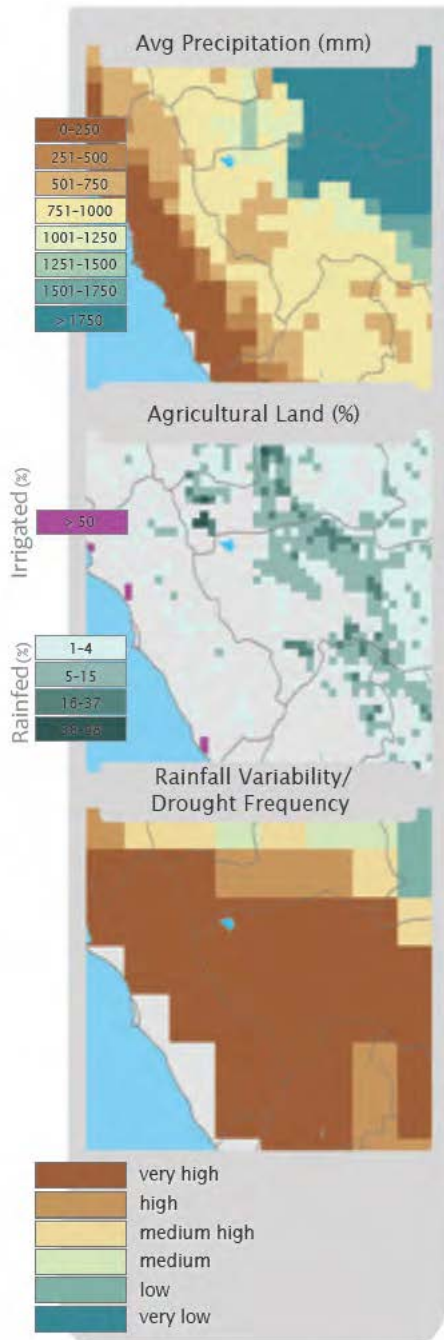 Avg Precipitation (mm)
0-250
251-500
501-750
751-1000
1001-1250
1251-1500
1501-1750
> 1750
Agricultural Land (%)
Irrigated (%)
> 50
Rainfed (%)
1-4
5-15
16-37
Rainfall Variability/
Drought Frequency
very high
high
medium high
medium
low
very low